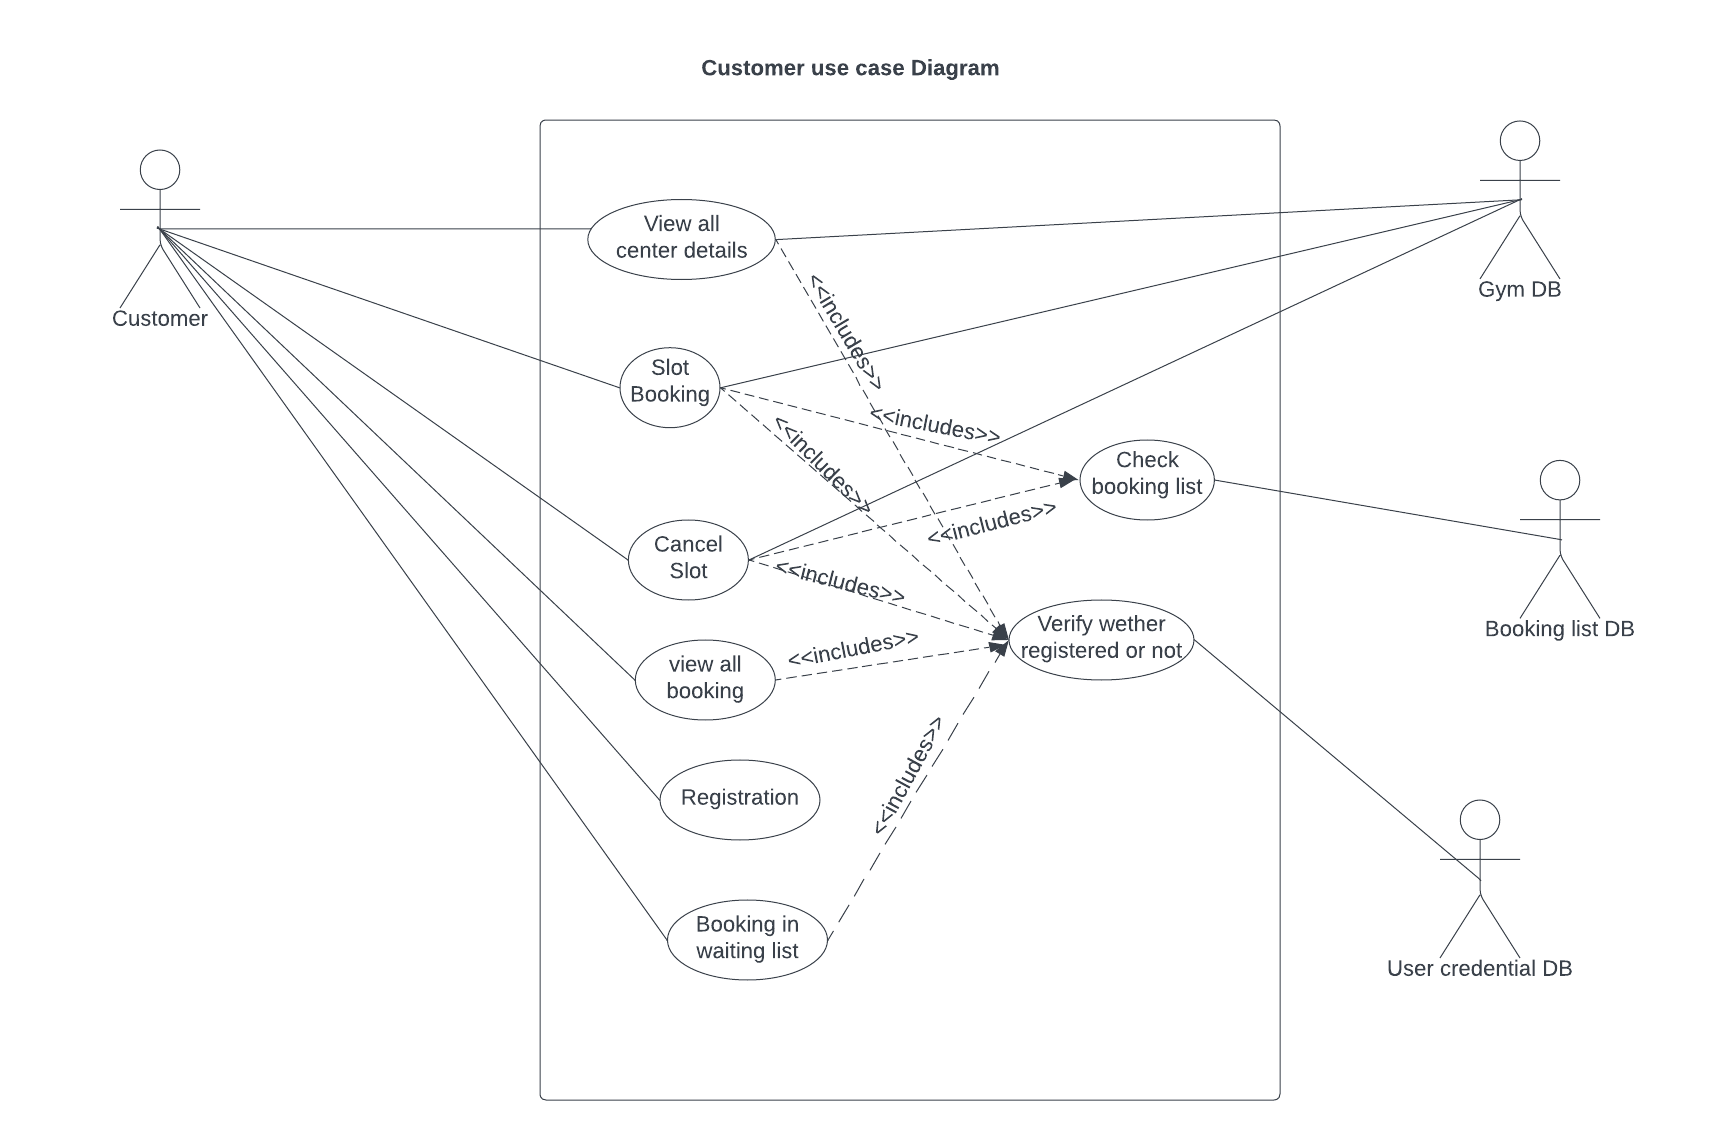 Customer use case Diagram
Customer
View all
center details
Gym DB
<<includes>>
Slot
Booking
<<includes>>
<<includes>>
Check
booking list
<<includes>>
Cancel
Slot
<<includes>>
Booking list DB
Verify wether
registered or not
<<includes>>
view all
booking
<<includes>>
Registration
Booking in
waiting list
User credential DB